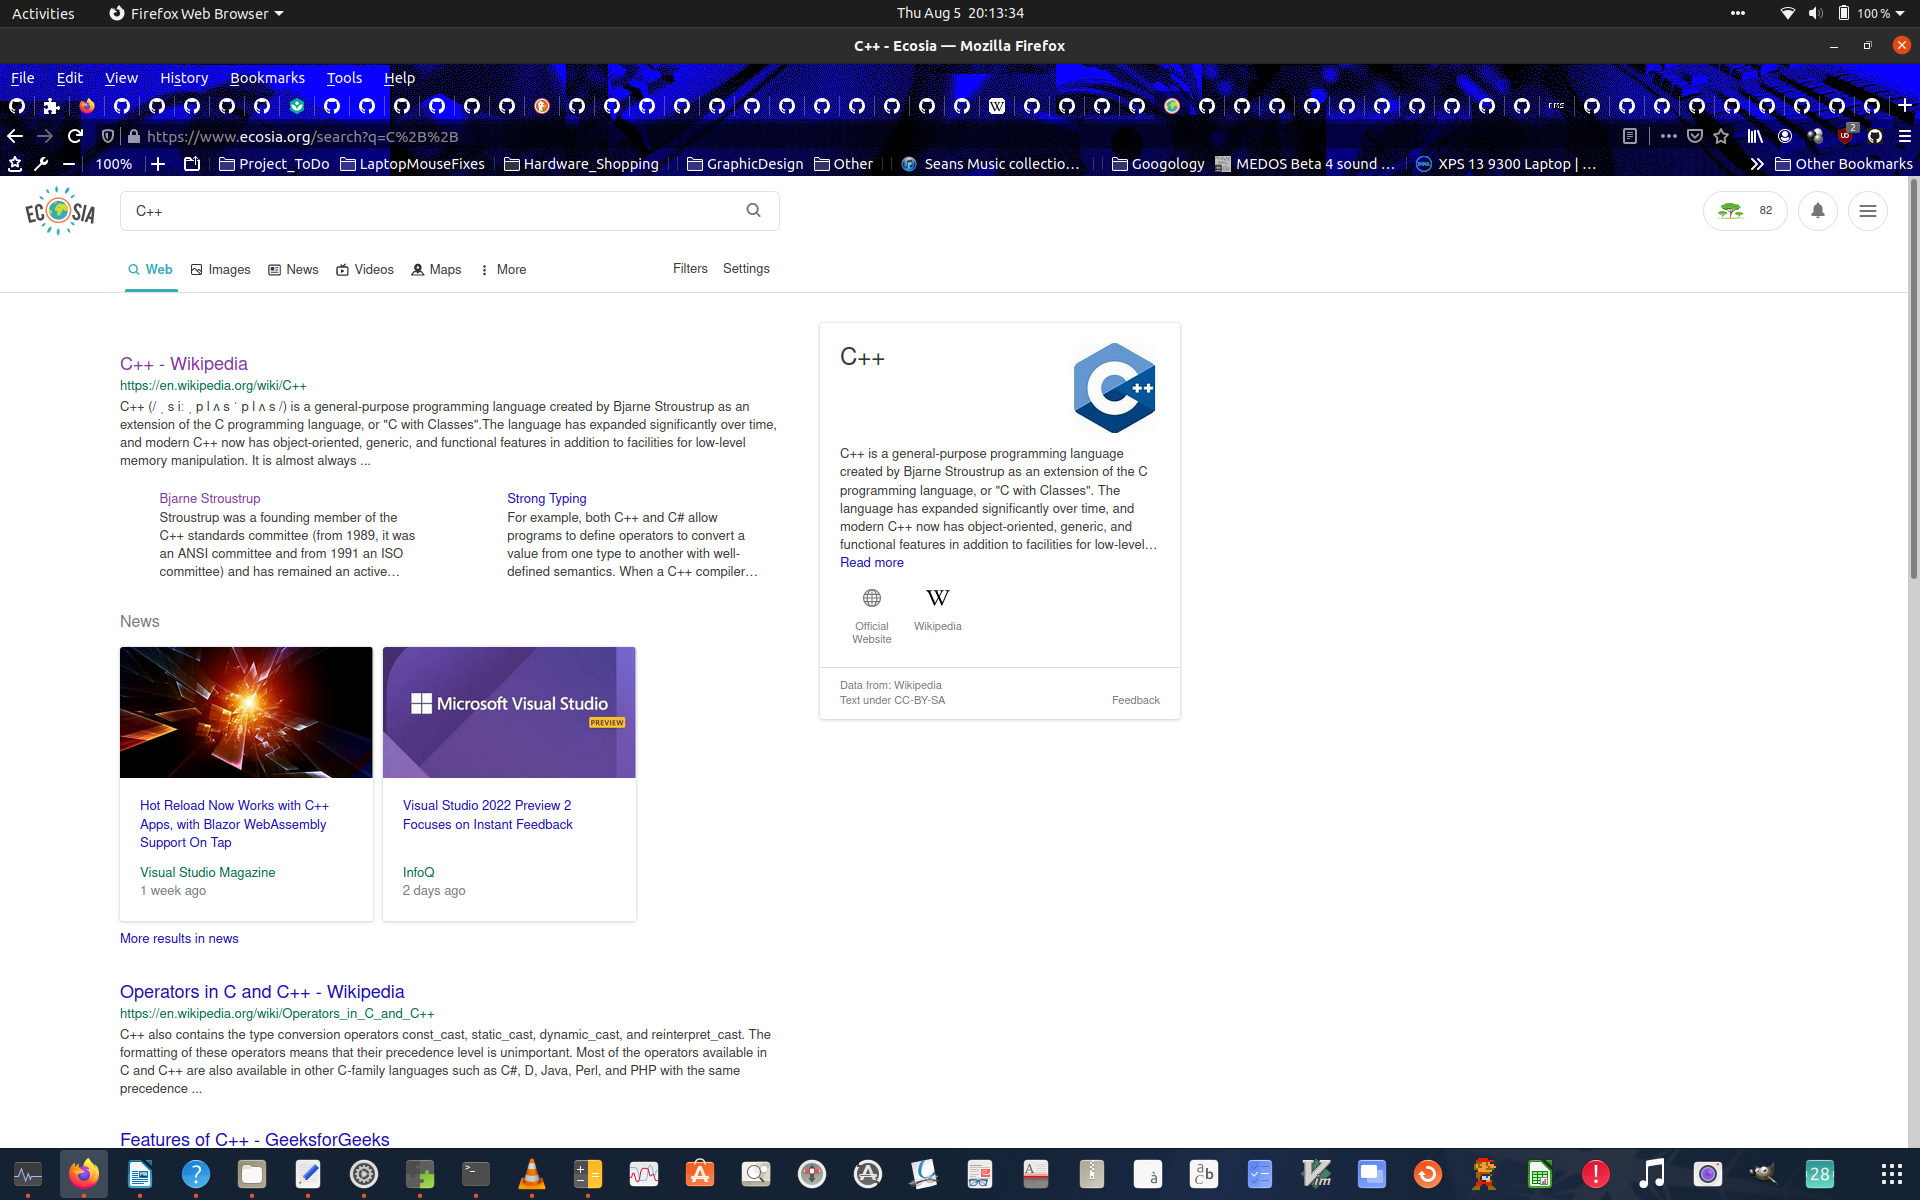 Activities
Firefox Web Browser
Thu Aug 5 20:13:34
100 %
C++ - Ecosia — Mozilla Firefox
File Edit View History Bookmarks Tools Help
https://www.ecosia.org/search?q=C%2B%2B
2
100%
Project_ToDo
LaptopMouseFixes
Hardware_Shopping
GraphicDesign
Other
Seans Music collectio…
Googology
MEDOS Beta 4 sound …
XPS 13 9300 Laptop | …
Other Bookmarks
ECOSIA
C++
82
Web
Images
News
Videos
Maps
More
Filters
Settings
C++ - Wikipedia
https://en.wikipedia.org/wiki/C++
C++ (/ ˌ s iː ˌ p l ʌ s ˈ p l ʌ s /) is a general-purpose programming language created by Bjarne Stroustrup as an
extension of the C programming language, or "C with Classes".The language has expanded significantly over time,
and modern C++ now has object-oriented, generic, and functional features in addition to facilities for low-level
memory manipulation. It is almost always ...
Bjarne Stroustrup
Stroustrup was a founding member of the
C++ standards committee (from 1989, it was
an ANSI committee and from 1991 an ISO
committee) and has remained an active…
Strong Typing
For example, both C++ and C# allow
programs to define operators to convert a
value from one type to another with well-
defined semantics. When a C++ compiler…
News
Microsoft Visual Studio
PREVIEW
Hot Reload Now Works with C++
Apps, with Blazor WebAssembly
Support On Tap
Visual Studio Magazine
1 week ago
Visual Studio 2022 Preview 2
Focuses on Instant Feedback
InfoQ
2 days ago
More results in news
Operators in C and C++ - Wikipedia
https://en.wikipedia.org/wiki/Operators_in_C_and_C++
C++ also contains the type conversion operators const_cast, static_cast, dynamic_cast, and reinterpret_cast. The
formatting of these operators means that their precedence level is unimportant. Most of the operators available in
C and C++ are also available in other C-family languages such as C#, D, Java, Perl, and PHP with the same
precedence ...
Features of C++ - GeeksforGeeks
C++
C++
C++ is a general-purpose programming language
created by Bjarne Stroustrup as an extension of the C
programming language, or "C with Classes". The
language has expanded significantly over time, and
modern C++ now has object-oriented, generic, and
functional features in addition to facilities for low-level…
Read more
Official
Website
W
Wikipedia
Data from: Wikipedia
Text under CC-BY-SA
Feedback
28